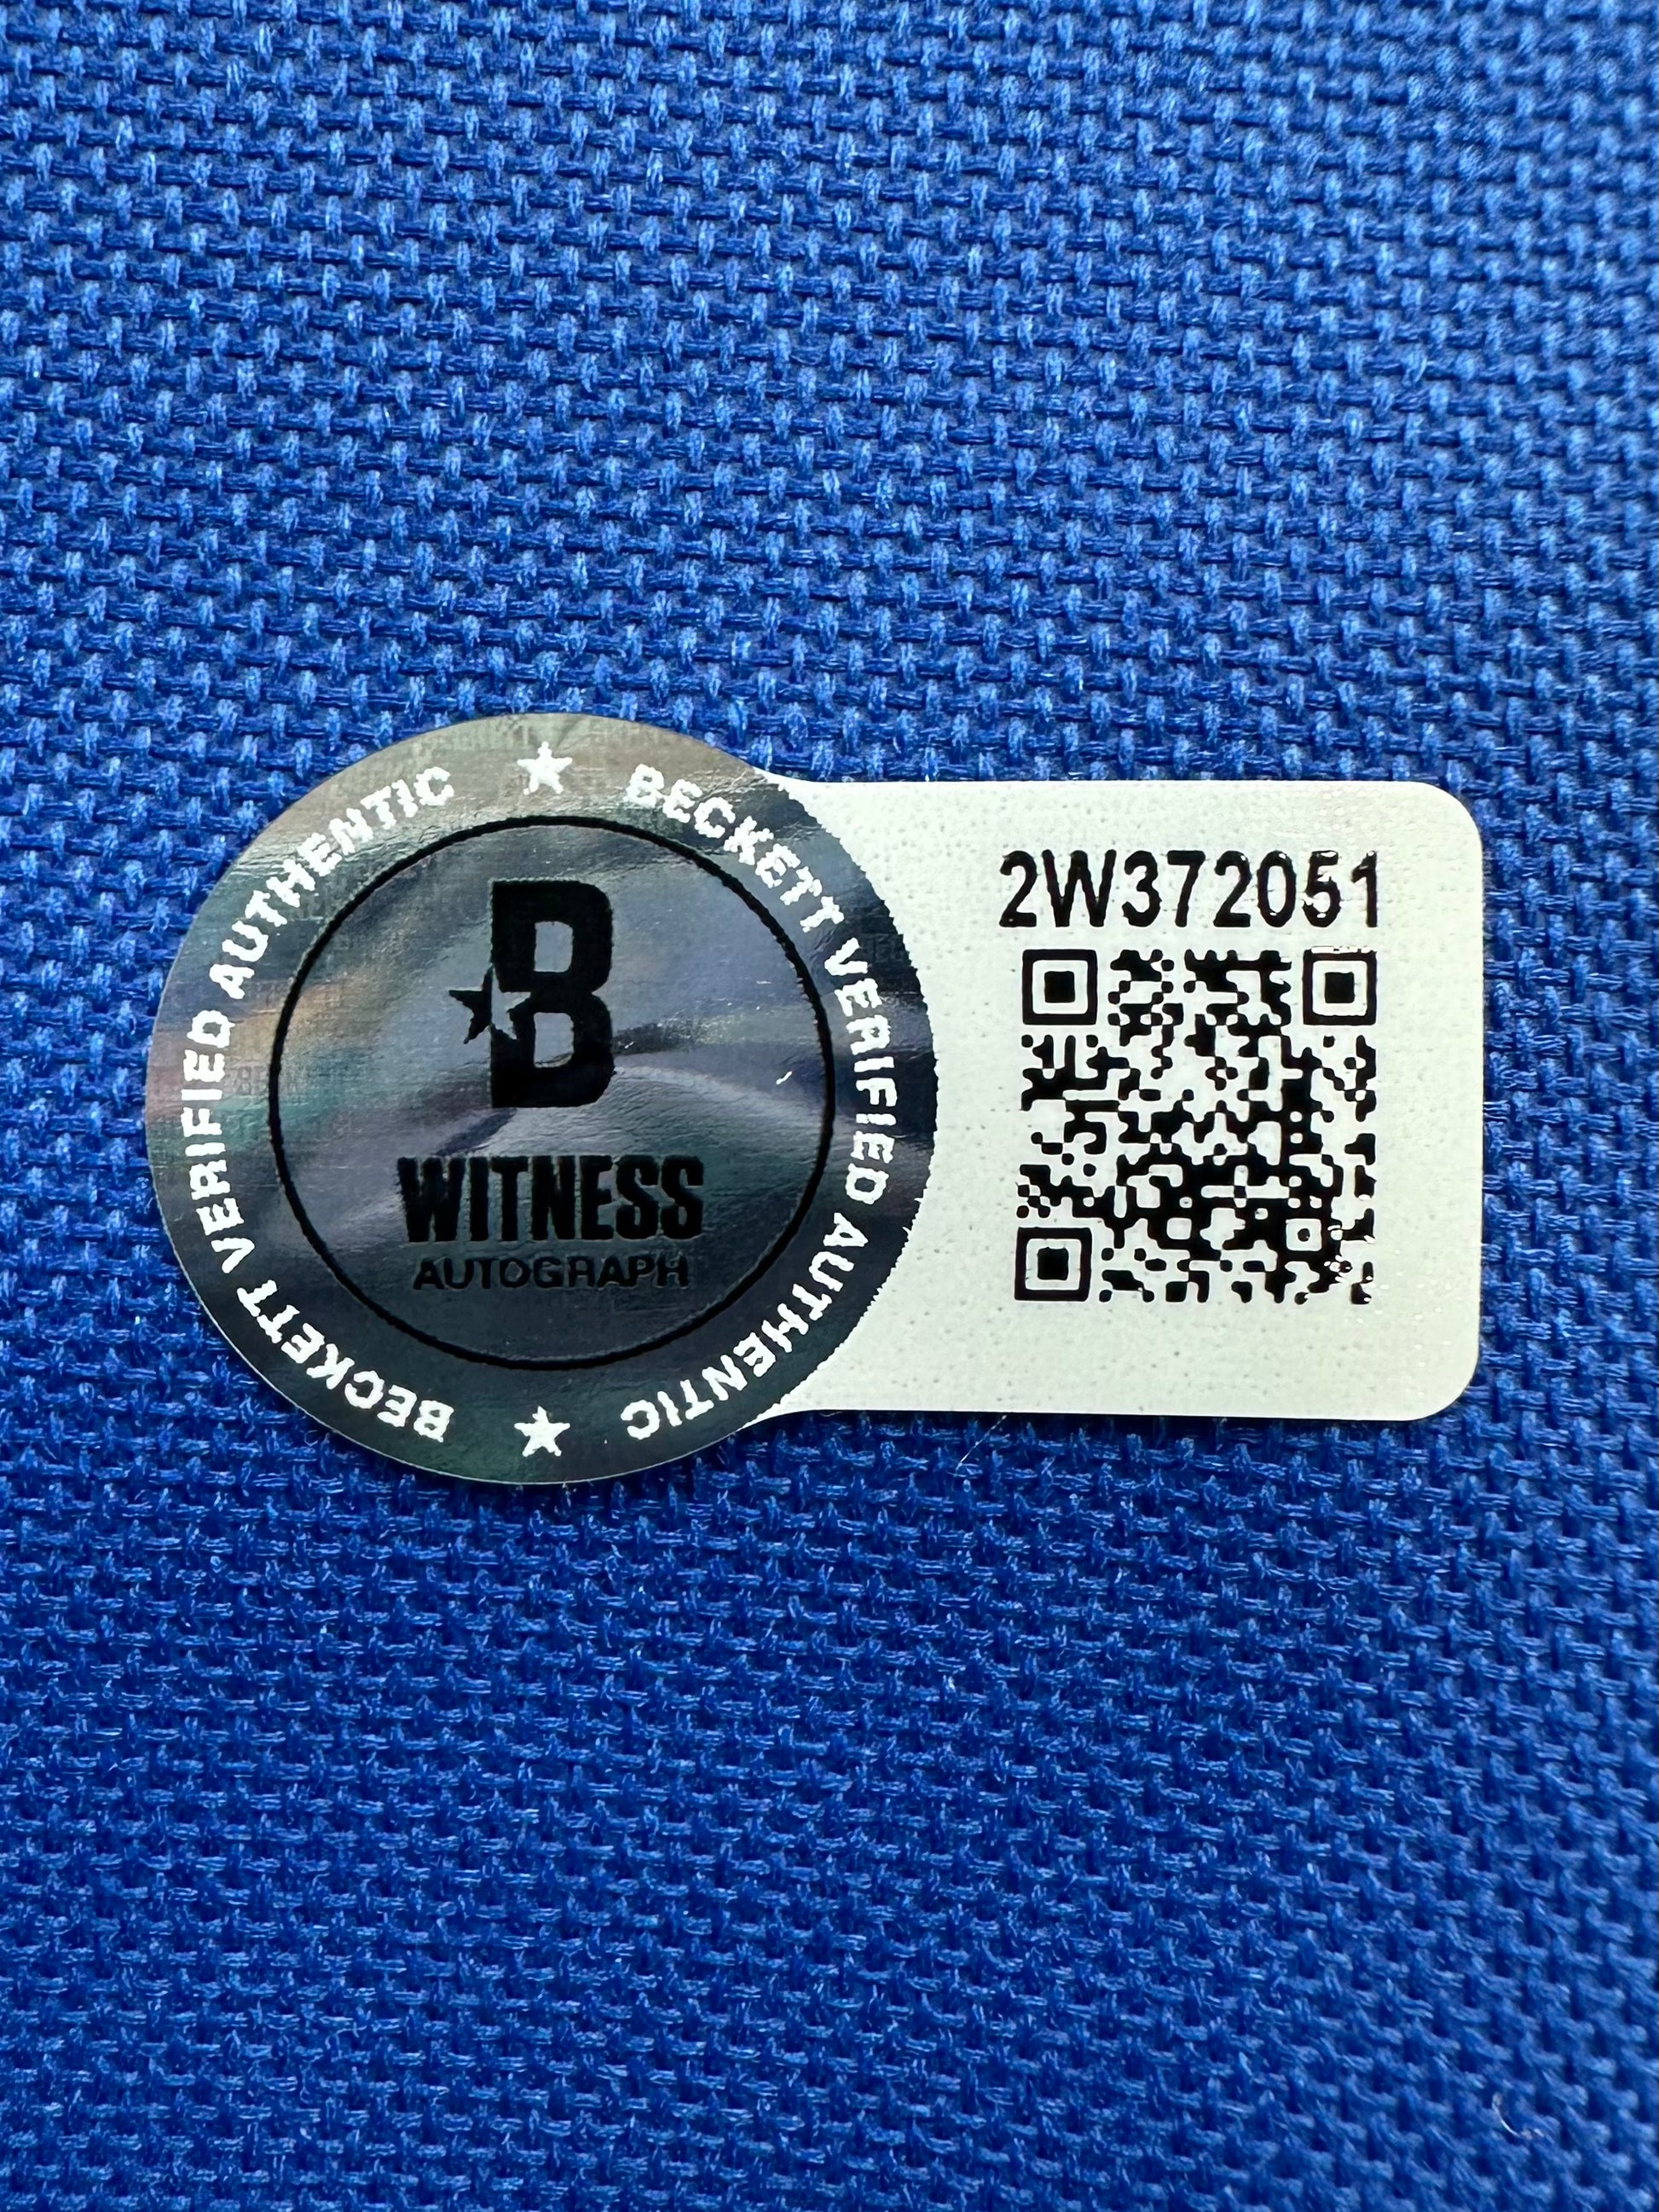 BECKETT VERIFIED AUTHENTIC
BECKETT VERIFIED AUTHENTIC
B
WITNESS
AUTOGRAPH
2W372051